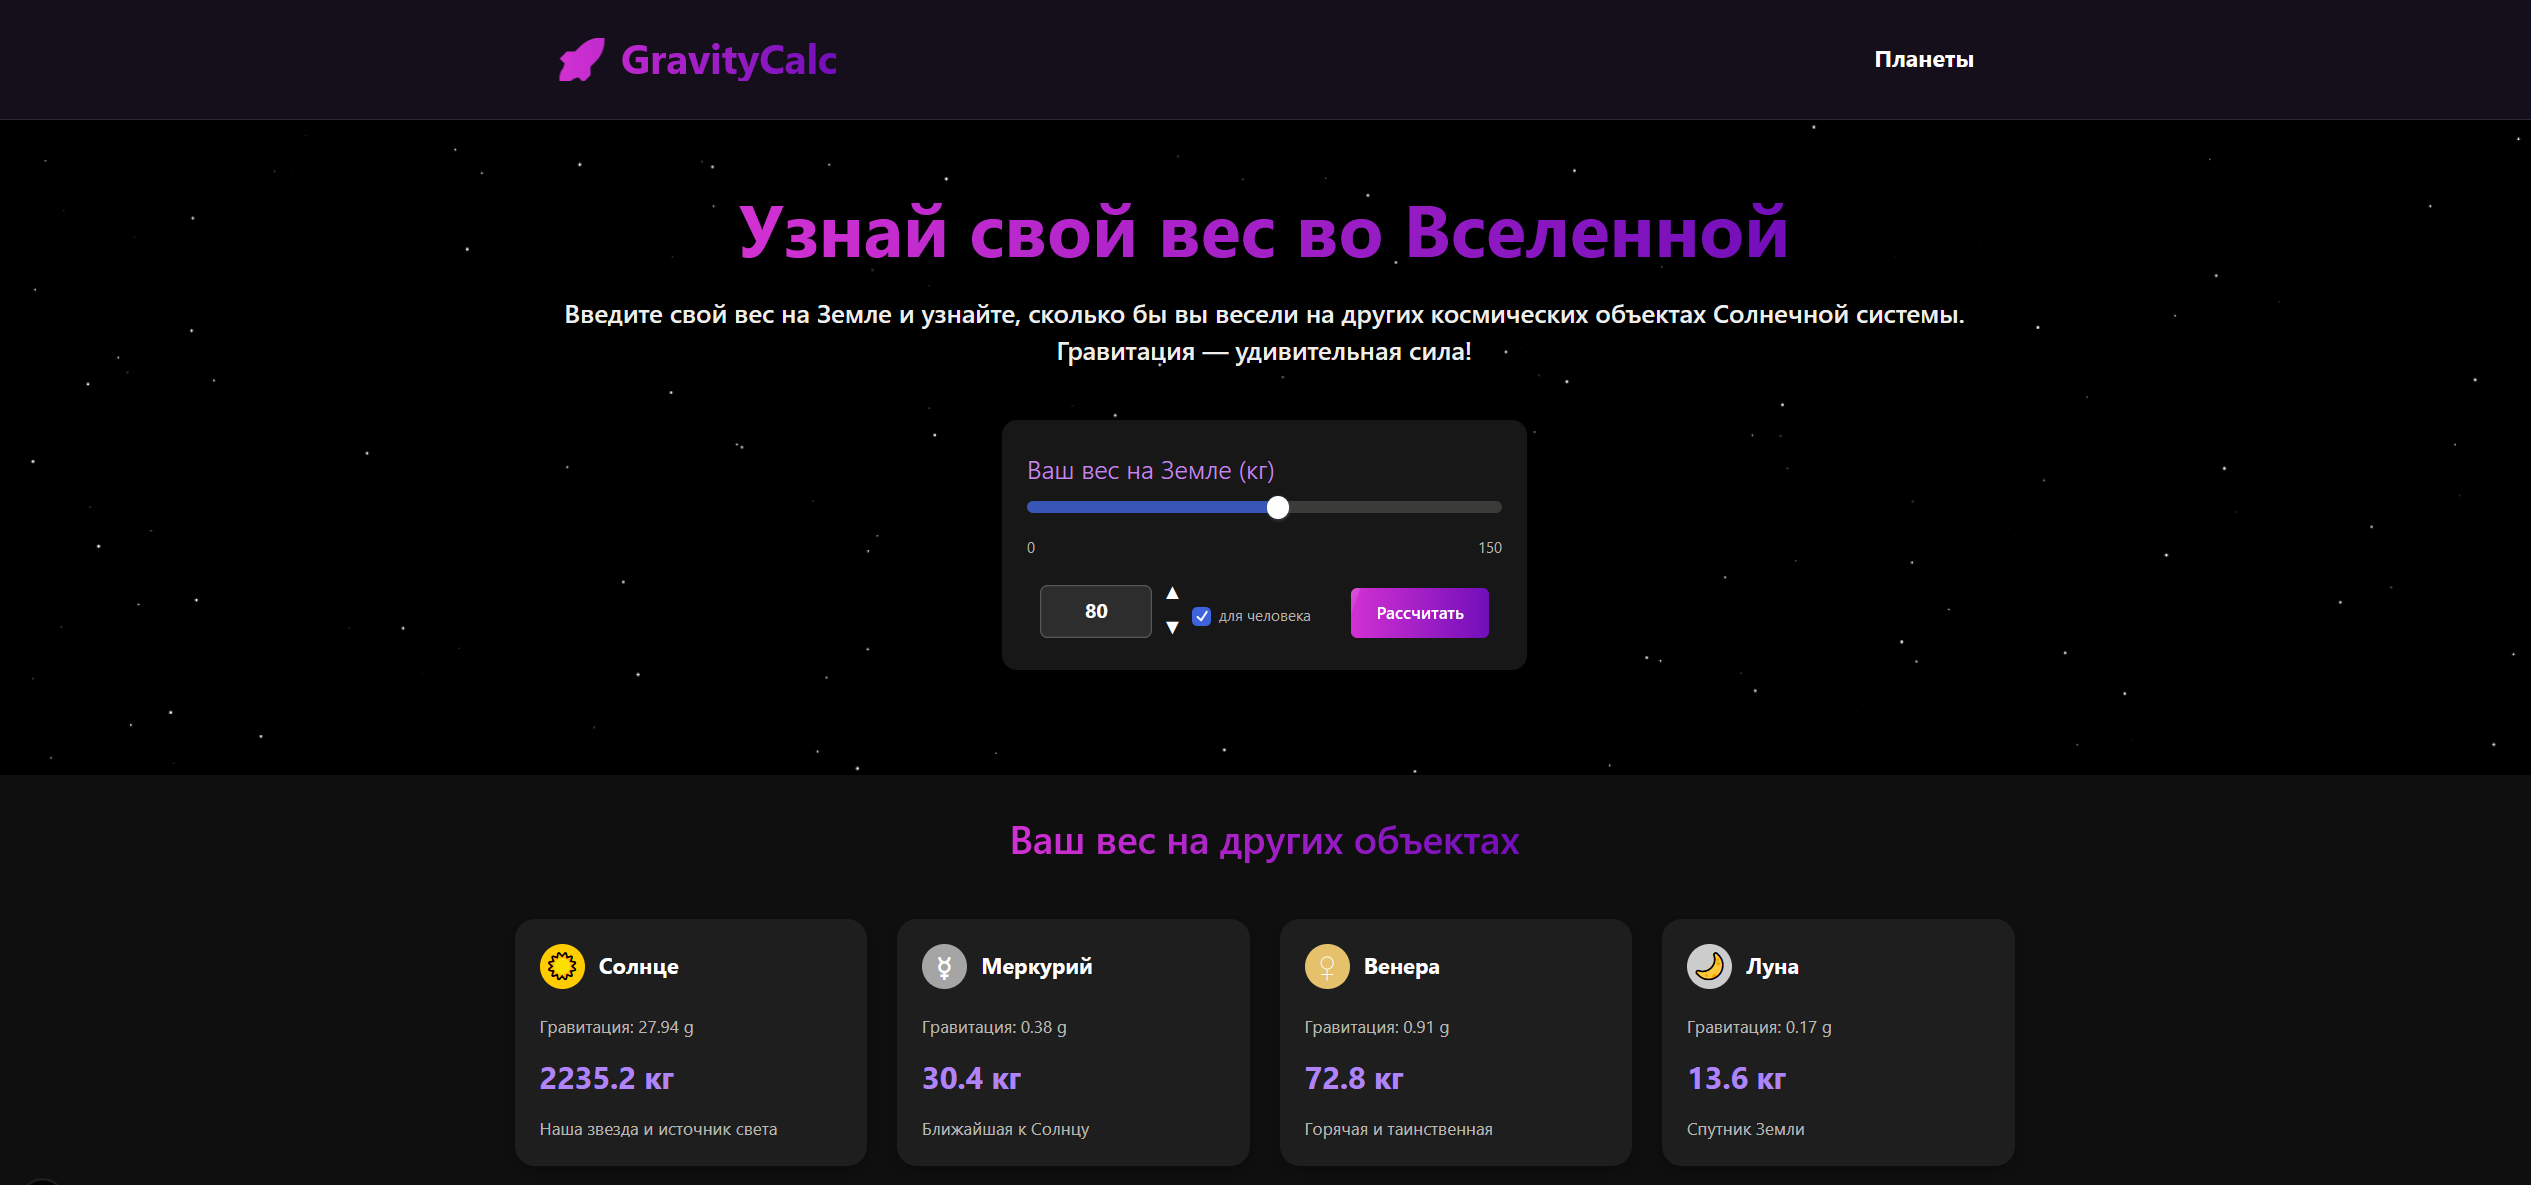 GravityCalc
Планеты
Узнай свой вес во Вселенной
Введите свой вес на Земле и узнайте, сколько бы вы весели на других космических объектах Солнечной системы.
Гравитация — удивительная сила!
Ваш вес на Земле (кг)
0 150
80 ▲ ▼ для человека Рассчитать
Ваш вес на других объектах
Солнце
Гравитация: 27.94 g
2235.2 кг
Наша звезда и источник света
☿ Меркурий
Гравитация: 0.38 g
30.4 кг
Ближайшая к Солнцу
♀ Венера
Гравитация: 0.91 g
72.8 кг
Горячая и таинственная
Луна
Гравитация: 0.17 g
13.6 кг
Спутник Земли